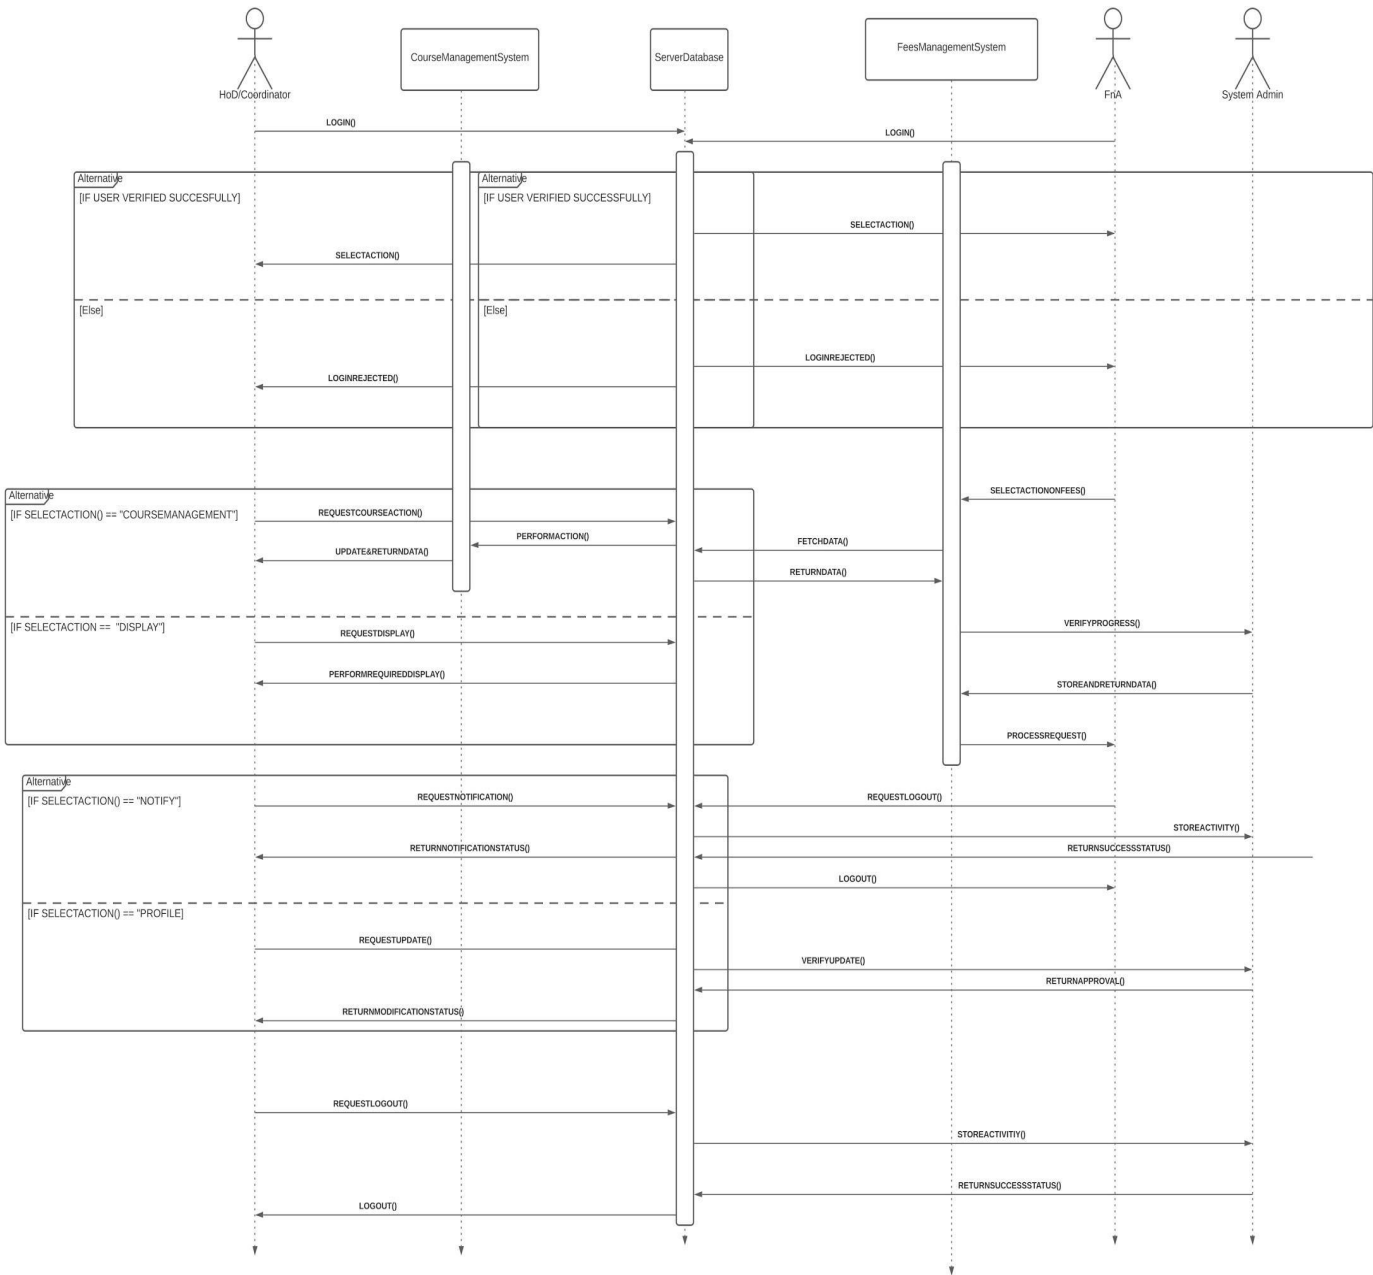 HoD/Coordinator
CourseManagementSystem
ServerDatabase
FeesManagementSystem
FnA
System Admin
LOGIN()
LOGIN()
Alternative
[IF USER VERIFIED SUCCESFULLY]
Alternative
[IF USER VERIFIED SUCCESSFULLY]
SELECTACTION()
SELECTACTION()
[Else]
[Else]
LOGINREJECTED()
LOGINREJECTED()
Alternative
SELECTACTIONONFEES()
[IF SELECTACTION() == "COURSEMANAGEMENT"]
REQUESTCOURSEACTION()
PERFORMACTION()
FETCHDATA()
UPDATE&RETURNDATA()
RETURNDATA()
[IF SELECTACTION ==  "DISPLAY"]
VERIFYPROGRESS()
REQUESTDISPLAY()
PERFORMREQUIREDDISPLAY()
STOREANDRETURNDATA()
PROCESSREQUEST()
Alternative
[IF SELECTACTION() == "NOTIFY"]
REQUESTNOTIFICATION()
REQUESTLOGOUT()
STOREACTIVITY()
RETURNNOTIFICATIONSTATUS()
RETURNSUCCESSSTATUS()
LOGOUT()
[IF SELECTACTION() == "PROFILE]
REQUESTUPDATE()
VERIFYUPDATE()
RETURNAPPROVAL()
RETURNMODIFICATIONSTATUS()
REQUESTLOGOUT()
STOREACTIVITIY()
RETURNSUCCESSSTATUS()
LOGOUT()